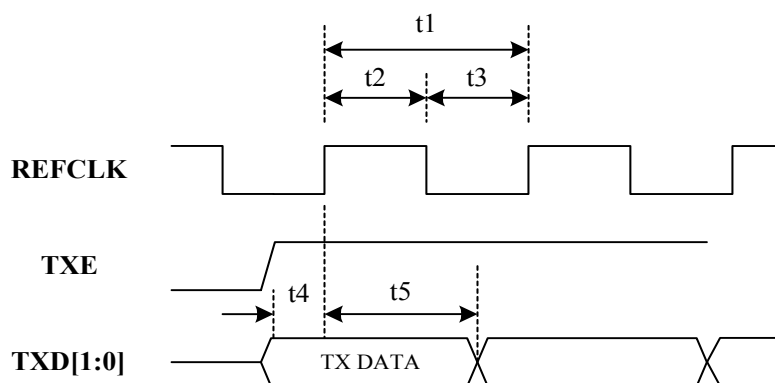 t1
t2 t3
REFCLK
TXE
t4 t5
TXD[1:0] TX DATA